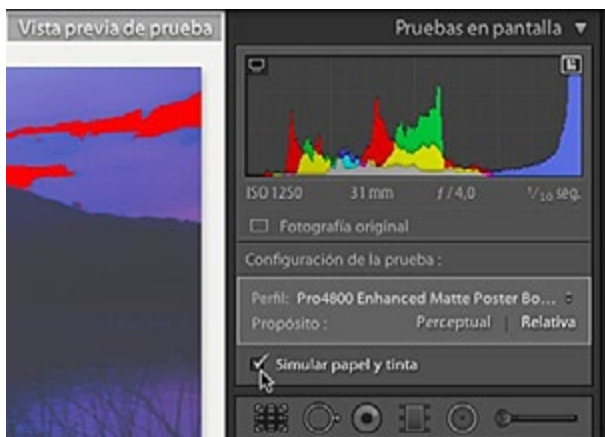 Vista previa de prueba
Pruebas en pantalla
ISO 1250 31 mm f / 4,0 1/10 seg.
Fotografía original
Configuración de la prueba :
Perfil: Pro4800 Enhanced Matte Poster Bo...
Propósito : Perceptual | Relativa
Simular papel y tinta